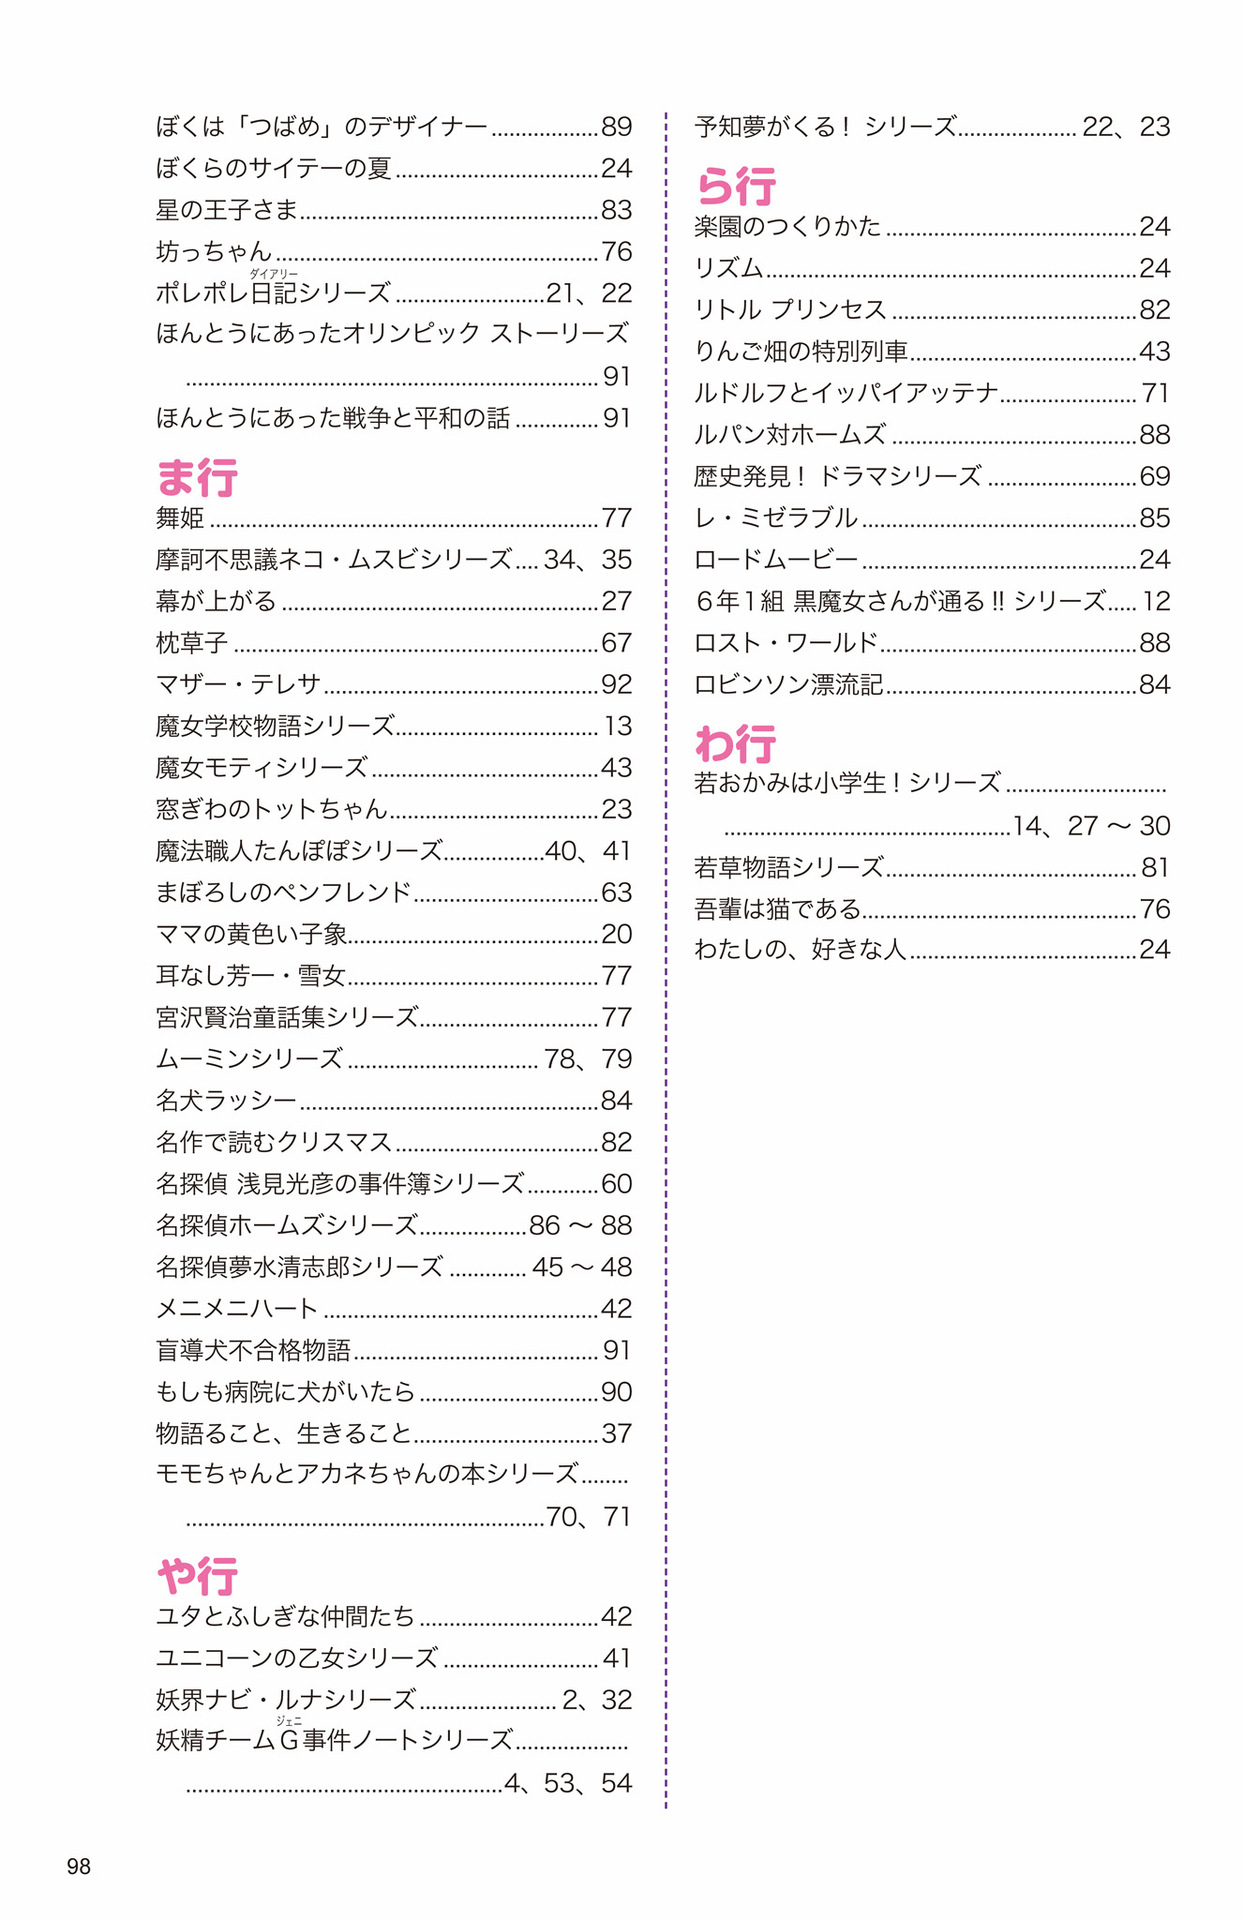 ぼくは「つばめ」のデザイナー..................89
ぼくらのサイテーの夏..................................24
星の王子さま..................................................83
坊っちゃん......................................................76
ダイアリー
ポレポレ日記シリーズ.........................21、22
ほんとうにあったオリンピック ストーリーズ
.....................................................................91
ほんとうにあった戦争と平和の話..............91
ま行
舞姫.................................................................77
摩訶不思議ネコ・ムスビシリーズ....34、35
幕が上がる.....................................................27
枕草子.............................................................67
マザー・テレサ..............................................92
魔女学校物語シリーズ..................................13
魔女モティシリーズ......................................43
窓ぎわのトットちゃん...................................23
魔法職人たんぽぽシリーズ.................40、41
まぼろしのペンフレンド...............................63
ママの黄色い子象..........................................20
耳なし芳一・雪女..........................................77
宮沢賢治童話集シリーズ..............................77
ムーミンシリーズ................................78、79
名犬ラッシー..................................................84
名作で読むクリスマス..................................82
名探偵 浅見光彦の事件簿シリーズ............60
名探偵ホームズシリーズ..................86 〜 88
名探偵夢水清志郎シリーズ.............45 〜 48
メニメニハート..............................................42
盲導犬不合格物語.........................................91
もしも病院に犬がいたら..............................90
物語ること、生きること...............................37
モモちゃんとアカネちゃんの本シリーズ........
............................................................70、71
や行
ユタとふしぎな仲間たち..............................42
ユニコーンの乙女シリーズ..........................41
妖界ナビ・ルナシリーズ.......................2、32
ジェニ
妖精チームG事件ノートシリーズ...................
.....................................................4、53、54
予知夢がくる！ シリーズ....................22、23
ら行
楽園のつくりかた..........................................24
リズム..............................................................24
リトル プリンセス.........................................82
りんご畑の特別列車......................................43
ルドルフとイッパイアッテナ.......................71
ルパン対ホームズ.........................................88
歴史発見！ ドラマシリーズ.........................69
レ・ミゼラブル..............................................85
ロードムービー..............................................24
６年１組 黒魔女さんが通る!! シリーズ.....12
ロスト・ワールド...........................................88
ロビンソン漂流記..........................................84
わ行
若おかみは小学生！シリーズ...........................
................................................14、27 〜 30
若草物語シリーズ..........................................81
吾輩は猫である..............................................76
わたしの、好きな人......................................24
98